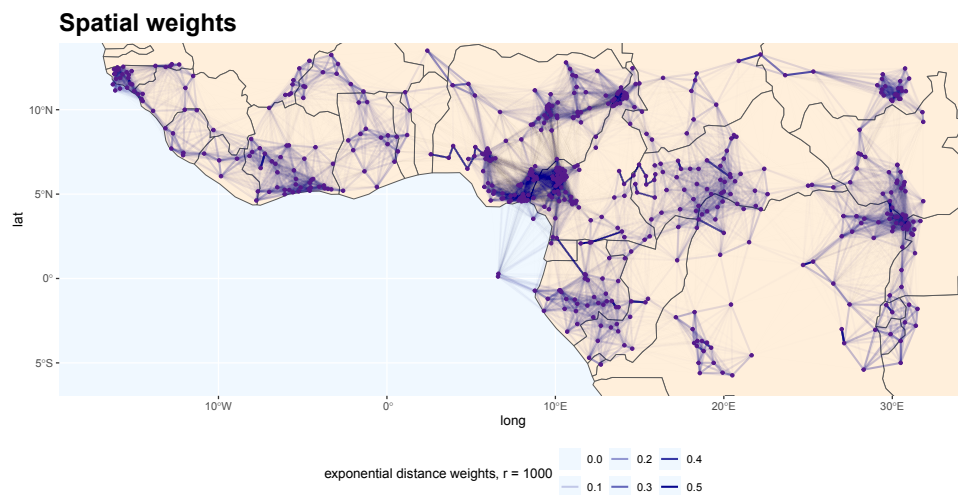 Spatial weights
10°N
5°N
0°
5°S
lat
10°W 0° 10°E 20°E 30°E
long
exponential distance weights, r = 1000
0.0 0.2 0.4
0.1 0.3 0.5